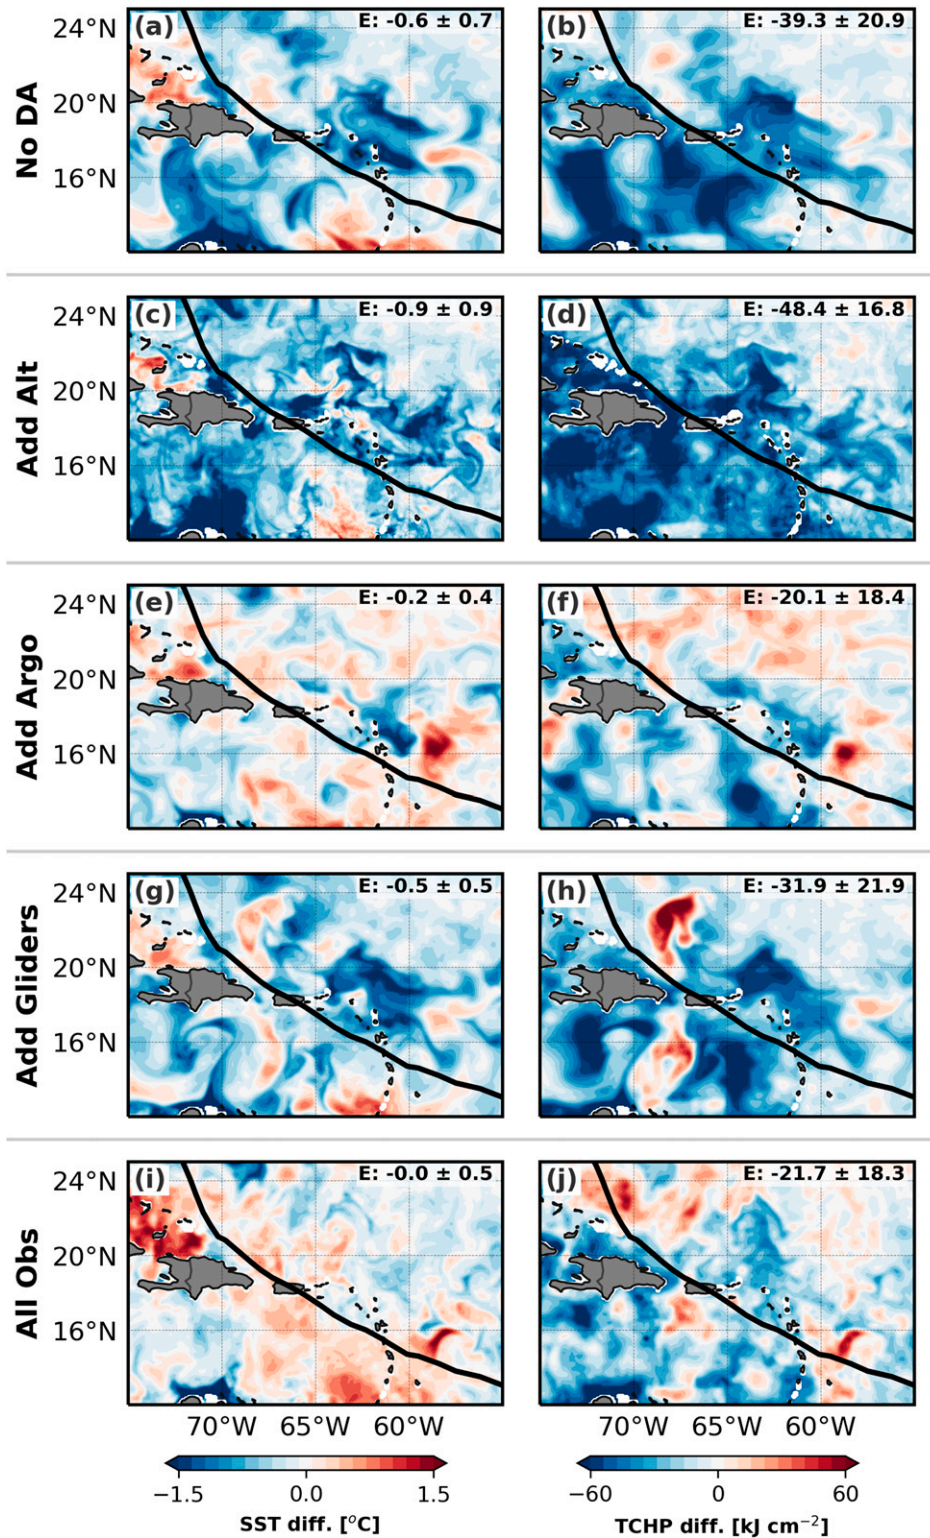 No DA
(a) E: -0.6 ± 0.7
(b) E: -39.3 ± 20.9
24°N
20°N
16°N
Add Alt
(c) E: -0.9 ± 0.9
(d) E: -48.4 ± 16.8
24°N
20°N
16°N
Add Argo
(e) E: -0.2 ± 0.4
(f) E: -20.1 ± 18.4
24°N
20°N
16°N
Add Gliders
(g) E: -0.5 ± 0.5
(h) E: -31.9 ± 21.9
24°N
20°N
16°N
All Obs
(i) E: -0.0 ± 0.5
(j) E: -21.7 ± 18.3
24°N
20°N
16°N
70°W 65°W 60°W
70°W 65°W 60°W
−1.5 0.0 1.5
SST diff. [°C]
−60 0 60
TCHP diff. [kJ cm⁻²]